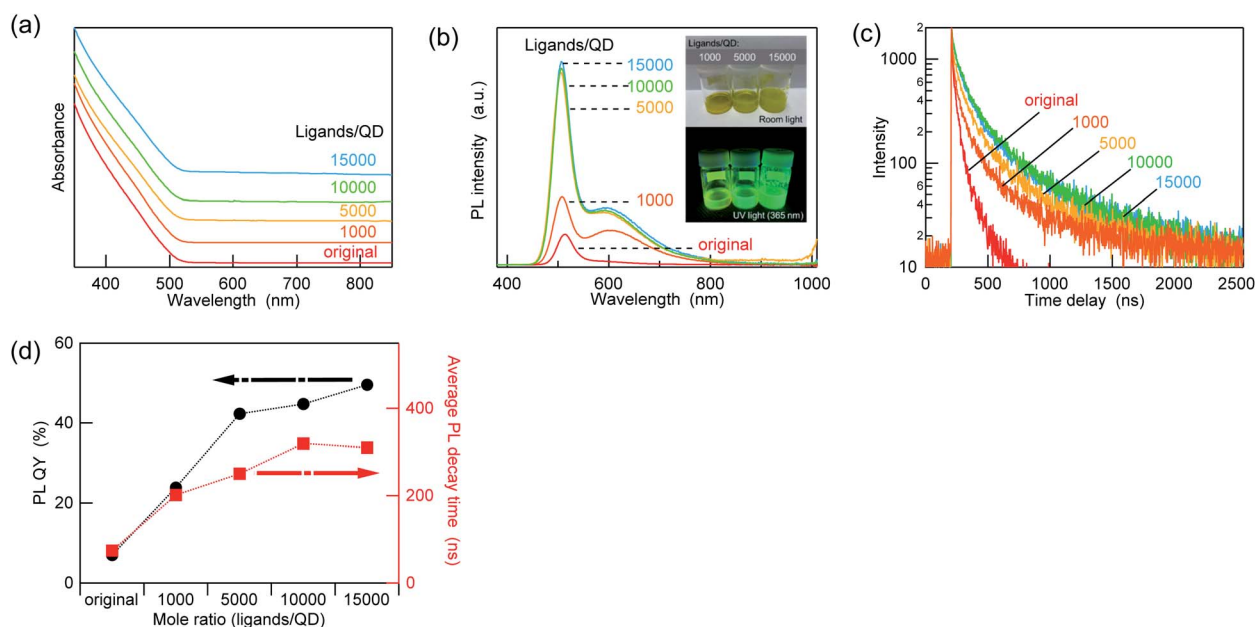 (a)
Absorbance
Ligands/QD
15000
10000
5000
1000
original
400
500
600
700
800
Wavelength (nm)
(b)
PL intensity (a.u.)
Ligands/QD
15000
10000
5000
1000
original
Ligands/QD:
1000 5000 15000
Room light
UV light (365 nm)
400
600
800
1000
Wavelength (nm)
(c)
Intensity
1000
100
10
2
6
4
2
6
4
2
original
1000
5000
10000
15000
500
1000
1500
2000
2500
Time delay (ns)
(d)
PL QY (%)
60
40
20
0
Average PL decay time (ns)
400
200
0
original
1000
5000
10000
15000
Mole ratio (ligands/QD)